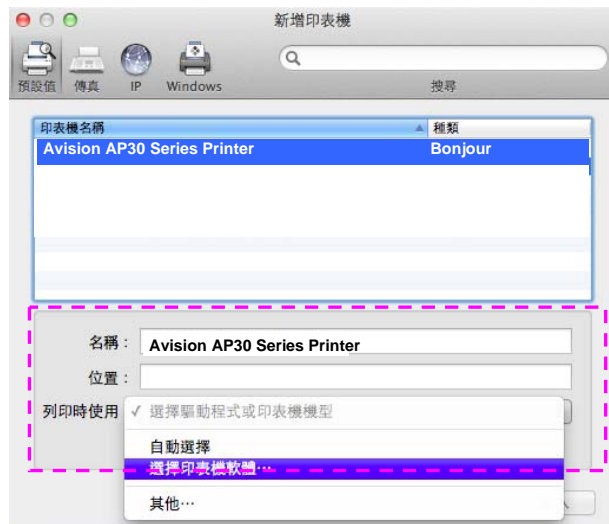 新增印表機
預設值 傳真 IP Windows 搜尋
印表機名稱 種類
Avision AP30 Series Printer Bonjour
名稱： Avision AP30 Series Printer
位置：
列印時使用 ✓ 選擇驅動程式或印表機機型
自動選擇
選擇印表機軟體⋯
其他⋯
入